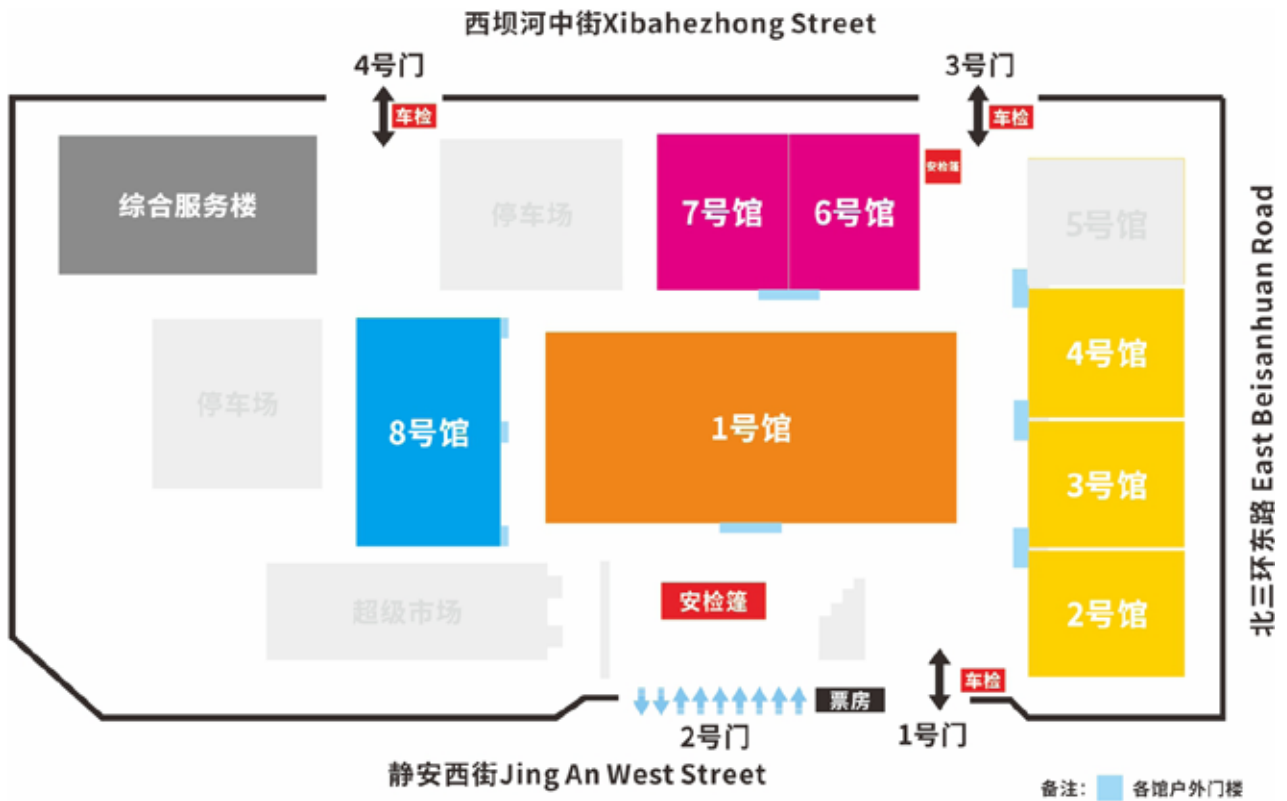 西坝河中街Xibahezhong Street
4号门
3号门
车检
车检
综合服务楼
停车场
7号馆
6号馆
安检篷
5号馆
北三环东路 East Beisanhuan Road
停车场
8号馆
1号馆
4号馆
3号馆
超级市场
安检篷
2号馆
车检
票房
2号门
1号门
静安西街Jing An West Street
备注：
各馆户外门楼